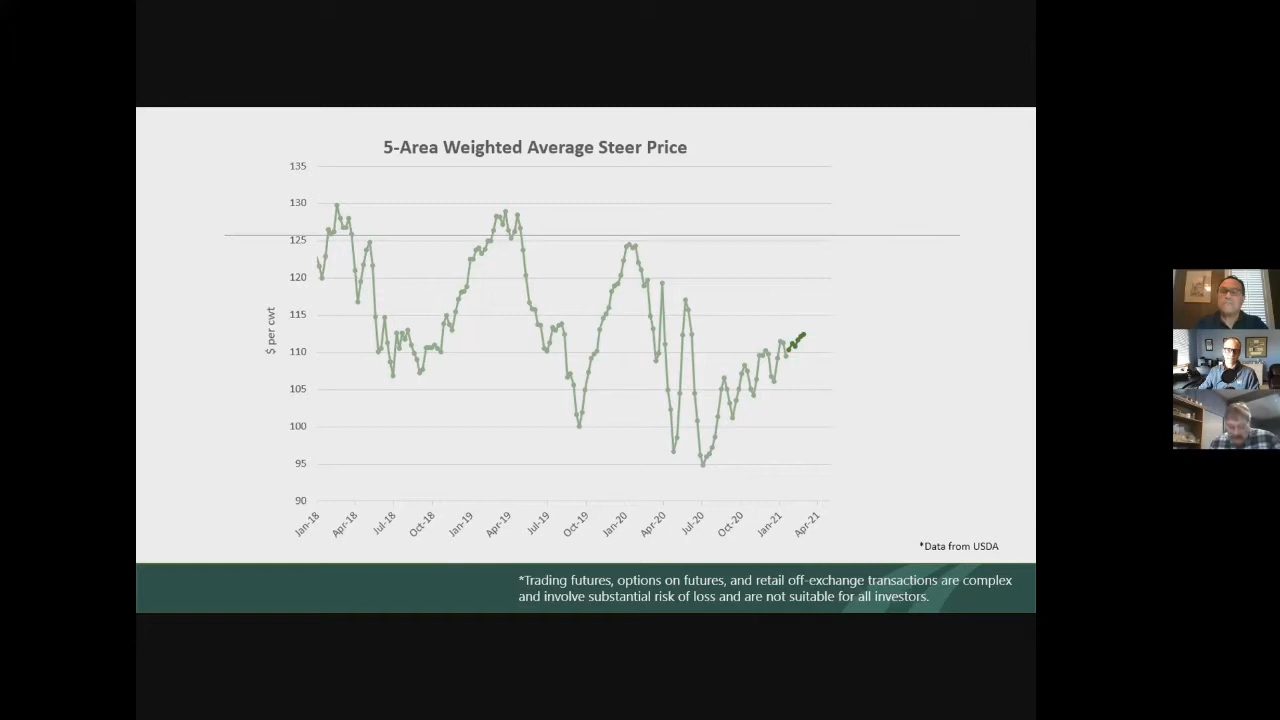 5-Area Weighted Average Steer Price
135
130
125
120
115
110
105
100
95
90
$ per cwt
Jan-18
Apr-18
Jul-18
Oct-18
Jan-19
Apr-19
Jul-19
Oct-19
Jan-20
Apr-20
Jul-20
Oct-20
Jan-21
Apr-21
*Data from USDA
*Trading futures, options on futures, and retail off-exchange transactions are complex
and involve substantial risk of loss and are not suitable for all investors.